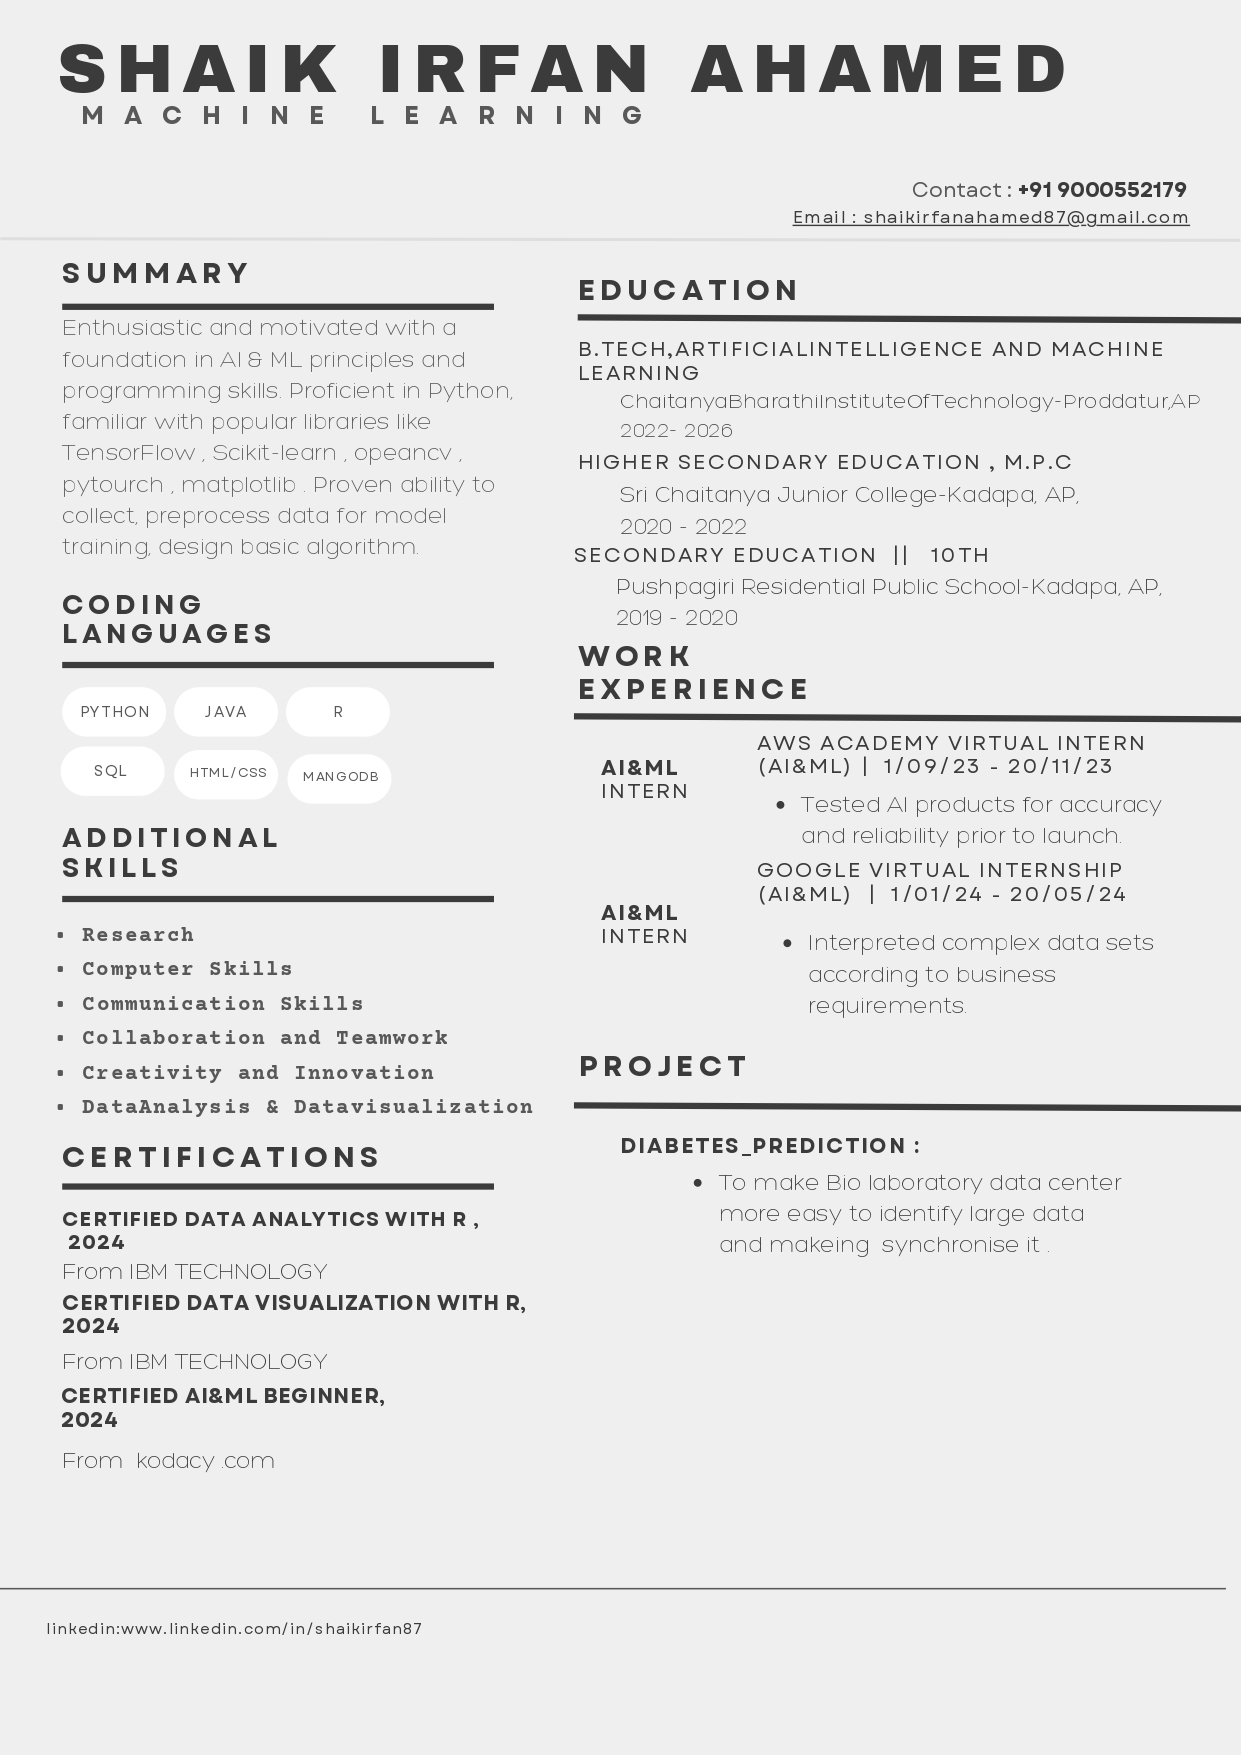 SHAIK IRFAN AHAMED
MACHINE LEARNING
Contact : +91 9000552179
Email : shaikirfanahamed87@gmail.com
SUMMARY
Enthusiastic and motivated with a
foundation in AI & ML principles and
programming skills. Proficient in Python,
familiar with popular libraries like
TensorFlow , Scikit-learn , opeancv ,
pytourch , matplotlib . Proven ability to
collect, preprocess data for model
training, design basic algorithm.
CODING
LANGUAGES
PYTHON JAVA R
SQL HTML/CSS MANGODB
ADDITIONAL
SKILLS
• Research
• Computer Skills
• Communication Skills
• Collaboration and Teamwork
• Creativity and Innovation
• DataAnalysis & Datavisualization
CERTIFICATIONS
CERTIFIED DATA ANALYTICS WITH R ,
2024
From IBM TECHNOLOGY
CERTIFIED DATA VISUALIZATION WITH R,
2024
From IBM TECHNOLOGY
CERTIFIED AI&ML BEGINNER,
2024
From kodacy .com
EDUCATION
B.TECH,ARTIFICIALINTELLIGENCE AND MACHINE
LEARNING
ChaitanyaBharathiInstituteOfTechnology-Proddatur,AP
2022- 2026
HIGHER SECONDARY EDUCATION , M.P.C
Sri Chaitanya Junior College-Kadapa, AP,
2020 - 2022
SECONDARY EDUCATION || 10TH
Pushpagiri Residential Public School-Kadapa, AP,
2019 - 2020
WORK
EXPERIENCE
AI&ML
INTERN
AWS ACADEMY VIRTUAL INTERN
(AI&ML) | 1/09/23 - 20/11/23
• Tested AI products for accuracy
and reliability prior to launch.
AI&ML
INTERN
GOOGLE VIRTUAL INTERNSHIP
(AI&ML) | 1/01/24 - 20/05/24
• Interpreted complex data sets
according to business
requirements.
PROJECT
DIABETES_PREDICTION :
• To make Bio laboratory data center
more easy to identify large data
and makeing synchronise it .
linkedin:www.linkedin.com/in/shaikirfan87